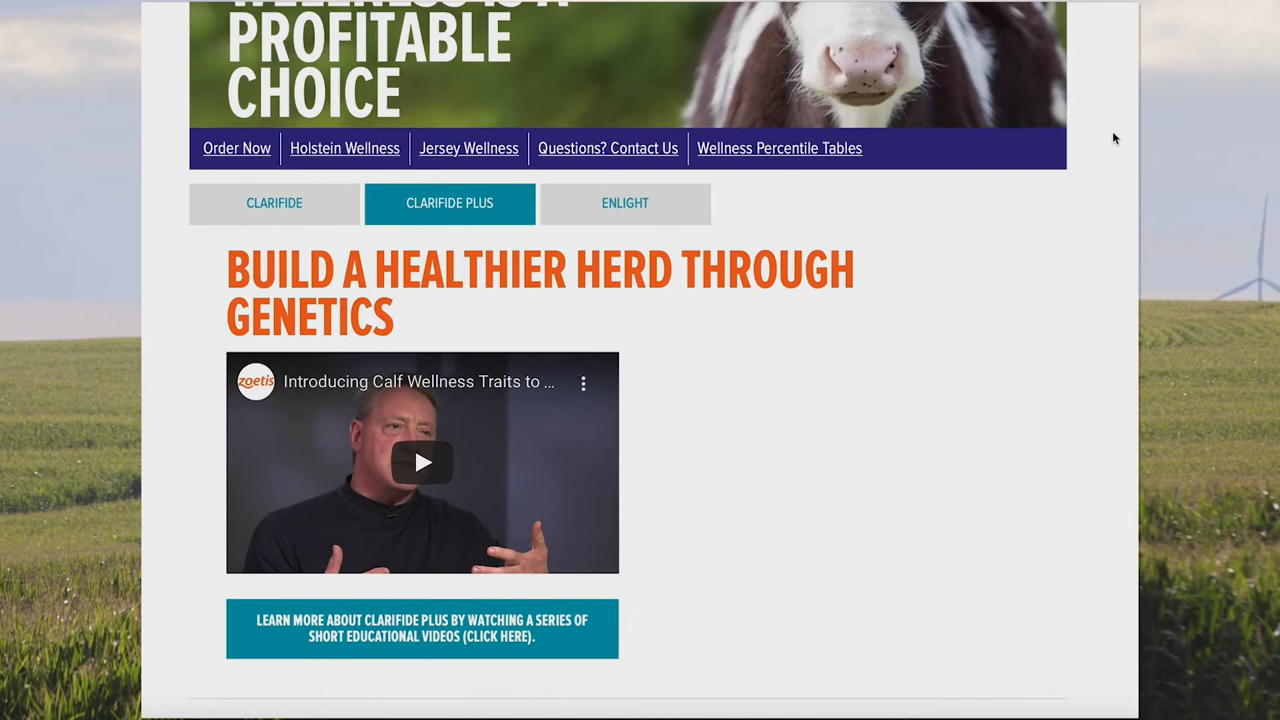 WELLNESS IS A
PROFITABLE
CHOICE
Order Now
Holstein Wellness
Jersey Wellness
Questions? Contact Us
Wellness Percentile Tables
CLARIFIDE
CLARIFIDE PLUS
ENLIGHT
BUILD A HEALTHIER HERD THROUGH
GENETICS
zoetis
Introducing Calf Wellness Traits to ...
LEARN MORE ABOUT CLARIFIDE PLUS BY WATCHING A SERIES OF
SHORT EDUCATIONAL VIDEOS (CLICK HERE).